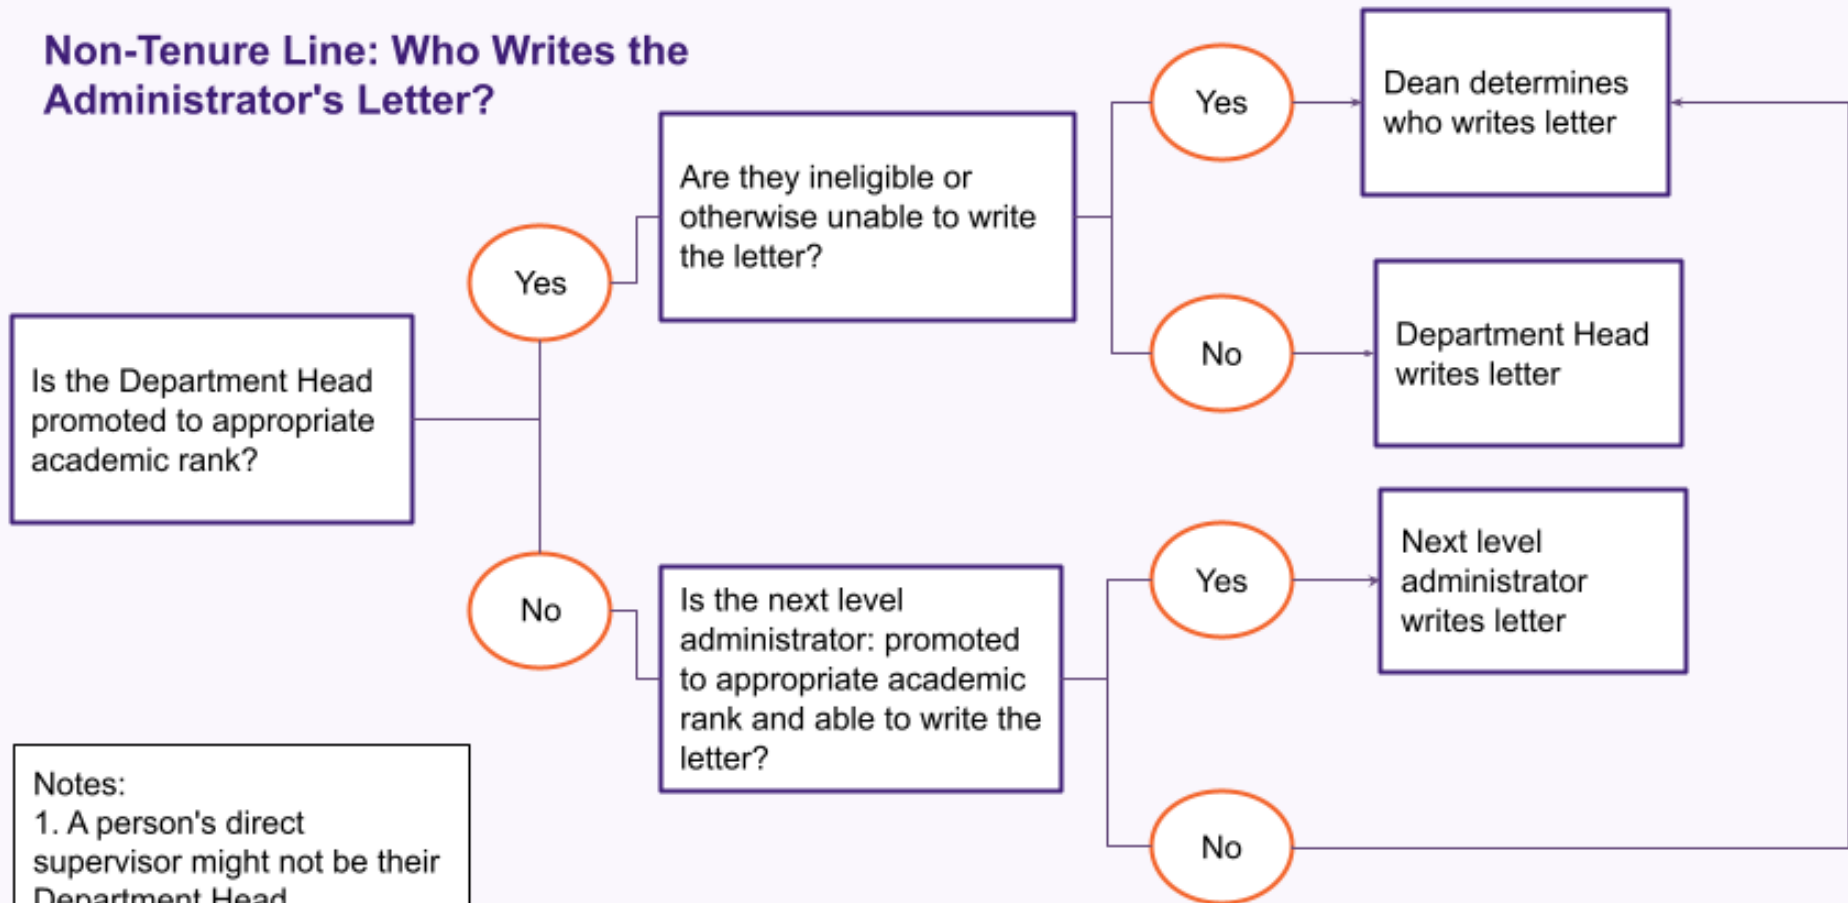 Non-Tenure Line: Who Writes the
Administrator's Letter?
Is the Department Head
promoted to appropriate
academic rank?
Yes
Are they ineligible or
otherwise unable to write
the letter?
Yes
Dean determines
who writes letter
No
Department Head
writes letter
No
Is the next level
administrator: promoted
to appropriate academic
rank and able to write the
letter?
Yes
Next level
administrator
writes letter
No
Notes:
1. A person's direct
supervisor might not be their
Department Head